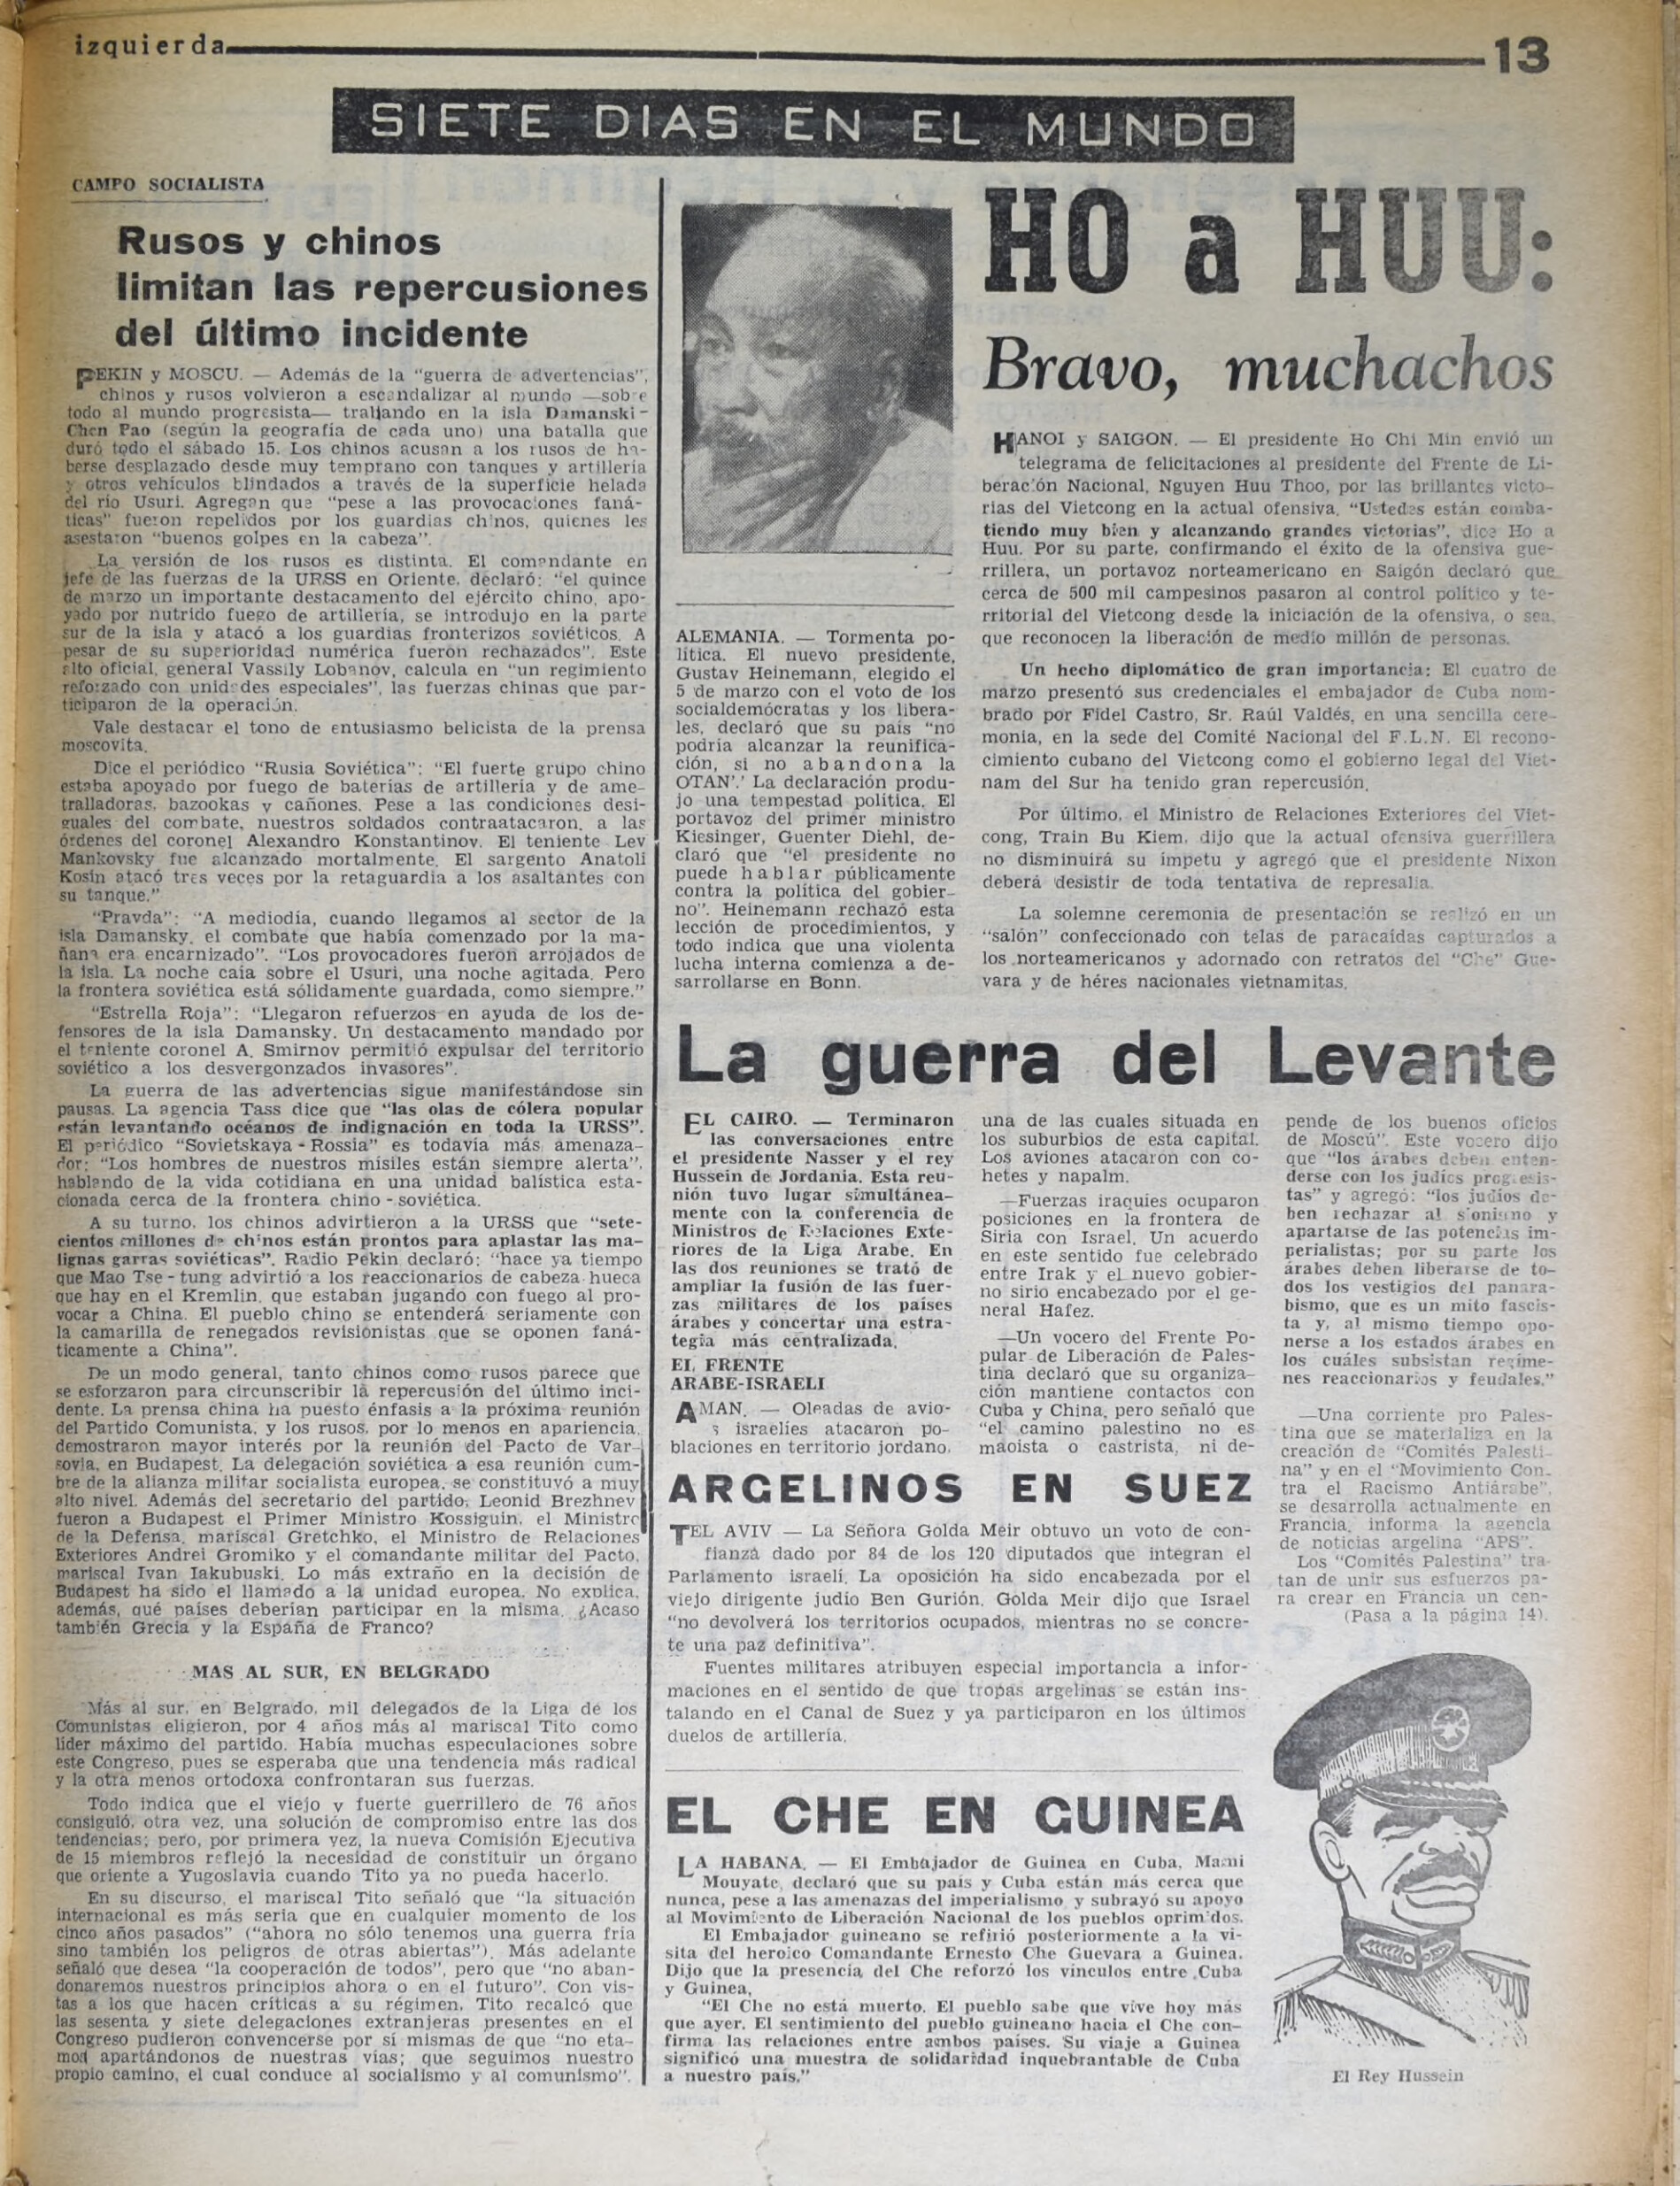 izquierda
13
SIETE DIAS EN EL MUNDO
CAMPO SOCIALISTA
Rusos y chinos
limitan las repercusiones
del último incidente
PEKIN y MOSCU. — Además de la "guerra de advertencias",
chinos y rusos volvieron a escandalizar al mundo —sobre
todo al mundo progresista— trabando en la isla Damanski-
Chen Pao (según la geografía de cada uno) una batalla que
duró todo el sábado 15. Los chinos acusan a los rusos de ha-
berse desplazado desde muy temprano con tanques y artillería
y otros vehículos blindados a través de la superficie helada
del río Usuri. Agregan que "pese a las provocaciones faná-
ticas" fueron repelidos por los guardias chinos, quienes les
asestaron "buenos golpes en la cabeza".
La versión de los rusos es distinta. El comandante en
jefe de las fuerzas de la URSS en Oriente, declaró: "el quince
de marzo un importante destacamento del ejército chino, apo-
yado por nutrido fuego de artillería, se introdujo en la parte
sur de la isla y atacó a los guardias fronterizos soviéticos. A
pesar de su superioridad numérica fueron rechazados". Este
alto oficial, general Vassily Lobanov, calcula en "un regimiento
reforzado con unidades especiales", las fuerzas chinas que par-
ticiparon de la operación.
Vale destacar el tono de entusiasmo belicista de la prensa
moscovita.
Dice el periódico "Rusia Soviética": "El fuerte grupo chino
estaba apoyado por fuego de baterías de artillería y de ame-
tralladoras, bazookas y cañones. Pese a las condiciones desi-
guales del combate, nuestros soldados contraatacaron, a las
órdenes del coronel Alexandro Konstantinov. El teniente Lev
Mankovsky fue alcanzado mortalmente. El sargento Anatoli
Kosin atacó tres veces por la retaguardia a los asaltantes con
su tanque."
"Pravda": "A mediodía, cuando llegamos al sector de la
isla Damansky, el combate que había comenzado por la ma-
ñana era encarnizado". "Los provocadores fueron arrojados de
la isla. La noche caía sobre el Usuri, una noche agitada. Pero
la frontera soviética está sólidamente guardada, como siempre."
"Estrella Roja": "Llegaron refuerzos en ayuda de los de-
fensores de la isla Damansky. Un destacamento mandado por
el teniente coronel A. Smirnov permitió expulsar del territorio
soviético a los desvergonzados invasores".
La guerra de las advertencias sigue manifestándose sin
pausas. La agencia Tass dice que "las olas de cólera popular
están levantando océanos de indignación en toda la URSS".
El periódico "Sovietskaya-Rossia" es todavía más amenaza-
dor: "Los hombres de nuestros misiles están siempre alerta",
hablando de la vida cotidiana en una unidad balística esta-
cionada cerca de la frontera chino-soviética.
A su turno, los chinos advirtieron a la URSS que "sete-
cientos millones de chinos están prontos para aplastar las ma-
lignas garras soviéticas". Radio Pekín declaró: "hace ya tiempo
que Mao Tse-tung advirtió a los reaccionarios de cabeza hueca
que hay en el Kremlin, que estaban jugando con fuego al pro-
vocar a China. El pueblo chino se entenderá seriamente con
la camarilla de renegados revisionistas que se oponen faná-
ticamente a China".
De un modo general, tanto chinos como rusos parece que
se esforzaron para circunscribir la repercusión del último inci-
dente. La prensa china ha puesto énfasis a la próxima reunión
del Partido Comunista, y los rusos, por lo menos en apariencia,
demostraron mayor interés por la reunión del Pacto de Var-
sovia, en Budapest. La delegación soviética a esa reunión cum-
bre de la alianza militar socialista europea, se constituyó a muy
alto nivel. Además del secretario del partido, Leonid Brezhnev
fueron a Budapest el Primer Ministro Kossiguin, el Ministro
de la Defensa, mariscal Gretchko, el Ministro de Relaciones
Exteriores Andrei Gromiko y el comandante militar del Pacto,
mariscal Ivan Iakubuski. Lo más extraño en la decisión de
Budapest ha sido el llamado a la unidad europea. No explica,
además, qué países deberían participar en la misma. ¿Acaso
también Grecia y la España de Franco?
MAS AL SUR, EN BELGRADO
Más al sur, en Belgrado, mil delegados de la Liga de los
Comunistas eligieron, por 4 años más al mariscal Tito como
líder máximo del partido. Había muchas especulaciones sobre
este Congreso, pues se esperaba que una tendencia más radical
y la otra menos ortodoxa confrontaran sus fuerzas.
Todo indica que el viejo y fuerte guerrillero de 76 años
consiguió, otra vez, una solución de compromiso entre las dos
tendencias; pero, por primera vez, la nueva Comisión Ejecutiva
de 15 miembros reflejó la necesidad de constituir un órgano
que oriente a Yugoslavia cuando Tito ya no pueda hacerlo.
En su discurso, el mariscal Tito señaló que "la situación
internacional es más seria que en cualquier momento de los
cinco años pasados" ("ahora no sólo tenemos una guerra fría
sino también los peligros de otras abiertas"). Más adelante
señaló que desea "la cooperación de todos", pero que "no aban-
donaremos nuestros principios ahora o en el futuro". Con vis-
tas a los que hacen críticas a su régimen, Tito recalcó que
las sesenta y siete delegaciones extranjeras presentes en el
Congreso pudieron convencerse por sí mismas de que "no eta-
mos apartándonos de nuestras vías; que seguimos nuestro
propio camino, el cual conduce al socialismo y al comunismo".
ALEMANIA. — Tormenta po-
lítica. El nuevo presidente,
Gustav Heinemann, elegido el
5 de marzo con el voto de los
socialdemócratas y los libera-
les, declaró que su país "no
podría alcanzar la reunifica-
ción, si no abandona la
OTAN'.' La declaración produ-
jo una tempestad política. El
portavoz del primer ministro
Kiesinger, Guenter Diehl, de-
claró que "el presidente no
puede hablar públicamente
contra la política del gobier-
no". Heinemann rechazó esta
lección de procedimientos, y
todo indica que una violenta
lucha interna comienza a de-
sarrollarse en Bonn.
HO a HUU:
Bravo, muchachos
HANOI y SAIGON. — El presidente Ho Chi Min envió un
telegrama de felicitaciones al presidente del Frente de Li-
beración Nacional, Nguyen Huu Thoo, por las brillantes victo-
rias del Vietcong en la actual ofensiva. "Ustedes están comba-
tiendo muy bien y alcanzando grandes victorias", dice Ho a
Huu. Por su parte, confirmando el éxito de la ofensiva gue-
rrillera, un portavoz norteamericano en Saigón declaró que
cerca de 500 mil campesinos pasaron al control político y te-
rritorial del Vietcong desde la iniciación de la ofensiva, o sea,
que reconocen la liberación de medio millón de personas.
Un hecho diplomático de gran importancia: El cuatro de
marzo presentó sus credenciales el embajador de Cuba nom-
brado por Fidel Castro, Sr. Raúl Valdés, en una sencilla cere-
monia, en la sede del Comité Nacional del F.L.N. El recono-
cimiento cubano del Vietcong como el gobierno legal del Viet-
nam del Sur ha tenido gran repercusión.
Por último, el Ministro de Relaciones Exteriores del Viet-
cong, Train Bu Kiem, dijo que la actual ofensiva guerrillera
no disminuirá su ímpetu y agregó que el presidente Nixon
deberá desistir de toda tentativa de represalia.
La solemne ceremonia de presentación se realizó en un
"salón" confeccionado con telas de paracaídas capturados a
los norteamericanos y adornado con retratos del "Che" Gue-
vara y de héres nacionales vietnamitas.
La guerra del Levante
EL CAIRO. — Terminaron
las conversaciones entre
el presidente Nasser y el rey
Hussein de Jordania. Esta reu-
nión tuvo lugar simultánea-
mente con la conferencia de
Ministros de Relaciones Exte-
riores de la Liga Arabe. En
las dos reuniones se trató de
ampliar la fusión de las fuer-
zas militares de los países
árabes y concertar una estra-
tegia más centralizada.
EL FRENTE
ARABE-ISRAELI
AMAN. — Oleadas de avio-
s israelíes atacaron po-
blaciones en territorio jordano,
una de las cuales situada en
los suburbios de esta capital.
Los aviones atacaron con co-
hetes y napalm.
—Fuerzas iraquíes ocuparon
posiciones en la frontera de
Siria con Israel. Un acuerdo
en este sentido fue celebrado
entre Irak y el nuevo gobier-
no sirio encabezado por el ge-
neral Hafez.
—Un vocero del Frente Po-
pular de Liberación de Pales-
tina declaró que su organiza-
ción mantiene contactos con
Cuba y China, pero señaló que
"el camino palestino no es
maoísta o castrista, ni de-
pende de los buenos oficios
de Moscú". Este vocero dijo
que "los árabes deben enten-
derse con los judíos progresis-
tas" y agregó: "los judíos de-
ben rechazar al sionismo y
apartarse de las potencias im-
perialistas; por su parte los
árabes deben liberarse de to-
dos los vestigios del panara-
bismo, que es un mito fascis-
ta y, al mismo tiempo opo-
nerse a los estados árabes en
los cuáles subsistan regíme-
nes reaccionarios y feudales."
—Una corriente pro Pales-
tina que se materializa en la
creación de "Comités Palesti-
na" y en el "Movimiento Con-
tra el Racismo Antiárabe",
se desarrolla actualmente en
Francia, informa la agencia
de noticias argelina "APS".
Los "Comités Palestina" tra-
tan de unir sus esfuerzos pa-
ra crear en Francia un cen-
(Pasa a la página 14).
ARGELINOS EN SUEZ
TEL AVIV — La Señora Golda Meir obtuvo un voto de con-
fianza dado por 84 de los 120 diputados que integran el
Parlamento israelí. La oposición ha sido encabezada por el
viejo dirigente judío Ben Gurión. Golda Meir dijo que Israel
"no devolverá los territorios ocupados, mientras no se concre-
te una paz definitiva".
Fuentes militares atribuyen especial importancia a infor-
maciones en el sentido de que tropas argelinas se están ins-
talando en el Canal de Suez y ya participaron en los últimos
duelos de artillería.
EL CHE EN GUINEA
LA HABANA. — El Embajador de Guinea en Cuba,
Mouyate, declaró que su país y Cuba están más cerca que
nunca, pese a las amenazas del imperialismo y subrayó su apoyo
al Movimiento de Liberación Nacional de los pueblos oprimidos.
El Embajador guineano se refirió posteriormente a la vi-
sita del heroico Comandante Ernesto Che Guevara a Guinea.
Dijo que la presencia del Che reforzó los vínculos entre Cuba
y Guinea.
"El Che no está muerto. El pueblo sabe que vive hoy más
que ayer. El sentimiento del pueblo guineano hacia el Che con-
firma las relaciones entre ambos países. Su viaje a Guinea
significó una muestra de solidaridad inquebrantable de Cuba
a nuestro país."
El Rey Hussein